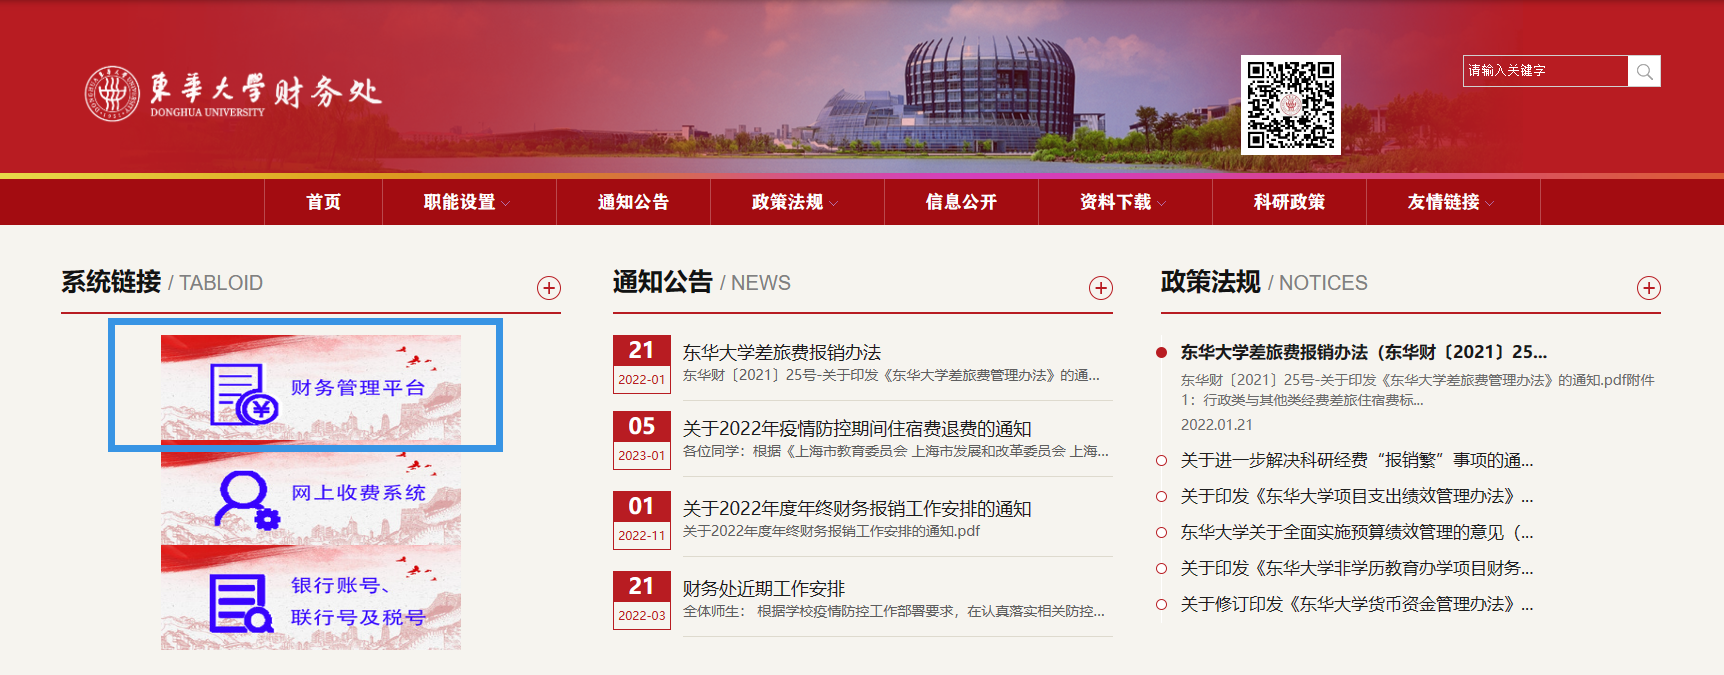 東華大學财务处
DONGHUA UNIVERSITY
请输入关键字
首页 职能设置 通知公告 政策法规 信息公开 资料下载 科研政策 友情链接
系统链接 / TABLOID
财务管理平台
网上收费系统
银行账号、
联行号及税号
通知公告 / NEWS
21
2022-01
东华大学差旅费报销办法
东华财〔2021〕25号-关于印发《东华大学差旅费管理办法》的通...
05
2023-01
关于2022年疫情防控期间住宿费退费的通知
各位同学：根据《上海市教育委员会 上海市发展和改革委员会 上海...
01
2022-11
关于2022年度年终财务报销工作安排的通知
关于2022年度年终财务报销工作安排的通知.pdf
21
2022-03
财务处近期工作安排
全体师生： 根据学校疫情防控工作部署要求，在认真落实相关防控...
政策法规 / NOTICES
东华大学差旅费报销办法（东华财〔2021〕25...
东华财〔2021〕25号-关于印发《东华大学差旅费管理办法》的通知.pdf附件
1：行政类与其他类经费差旅住宿费标...
2022.01.21
关于进一步解决科研经费“报销繁”事项的通...
关于印发《东华大学项目支出绩效管理办法》...
东华大学关于全面实施预算绩效管理的意见（...
关于印发《东华大学非学历教育办学项目财务...
关于修订印发《东华大学货币资金管理办法》...